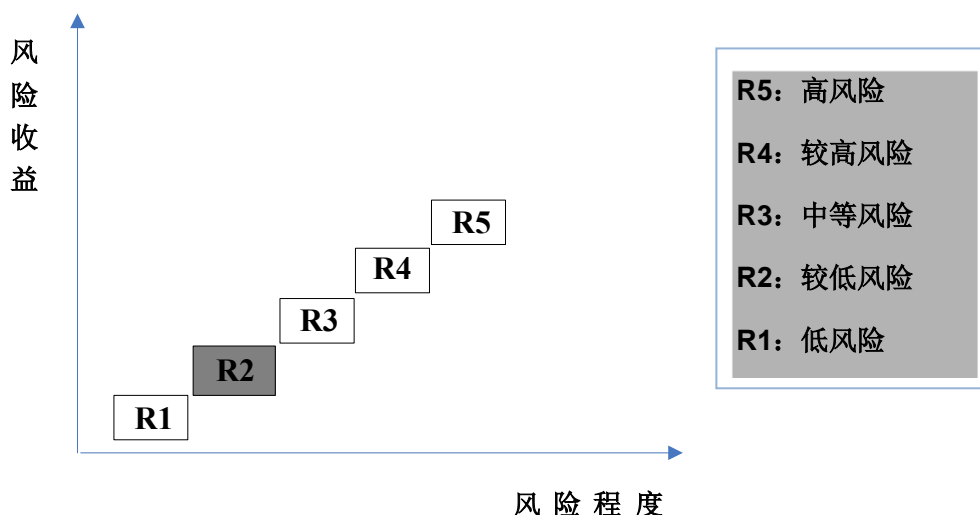 风险收益
R5
R4
R3
R2
R1
风险程度
R5：高风险
R4：较高风险
R3：中等风险
R2：较低风险
R1：低风险